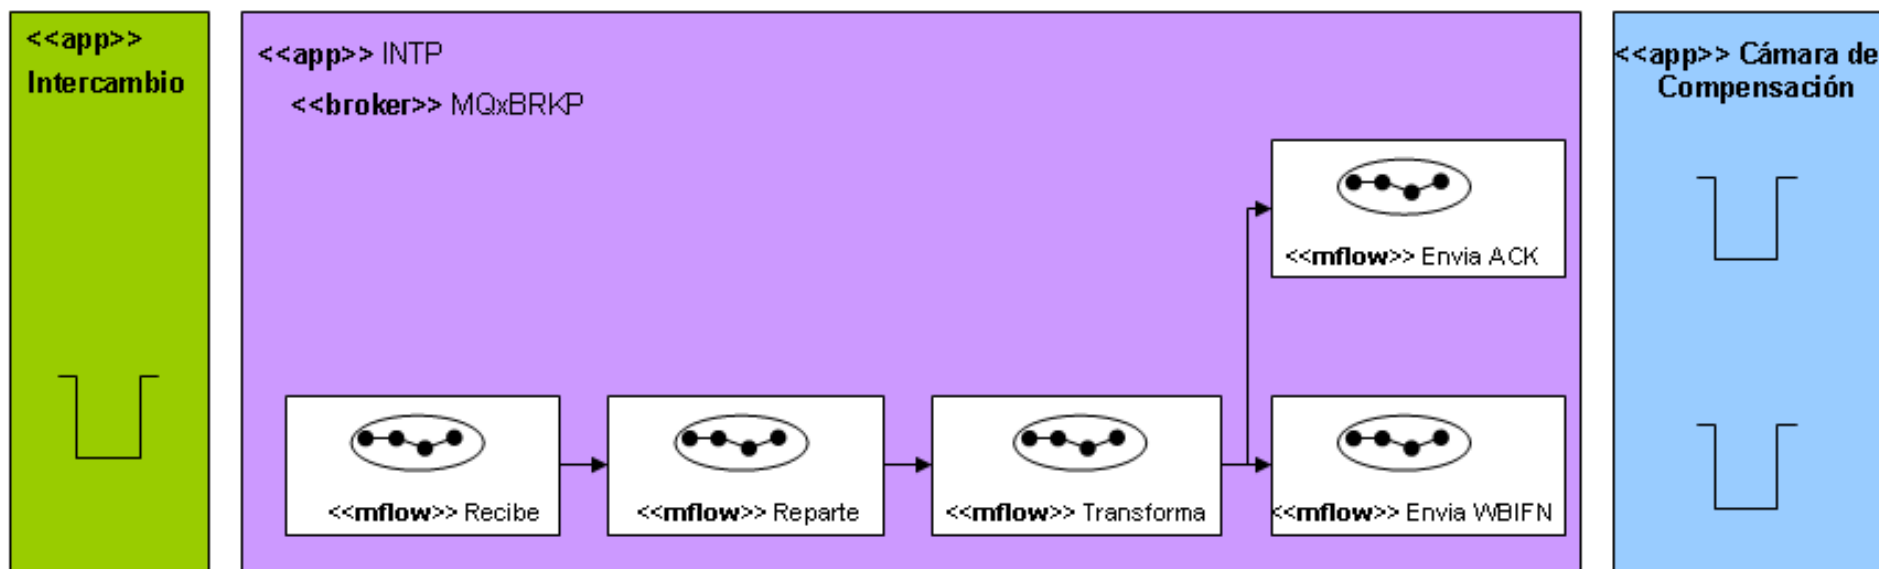 <<app>>
Intercambio
<<app>> INTP
<<broker>> MQxBRKP
<<app>> Cámara de
Compensación
<<mflow>> Envia ACK
<<mflow>> Recibe
<<mflow>> Reparte
<<mflow>> Transforma
<<mflow>> Envia WBIFN